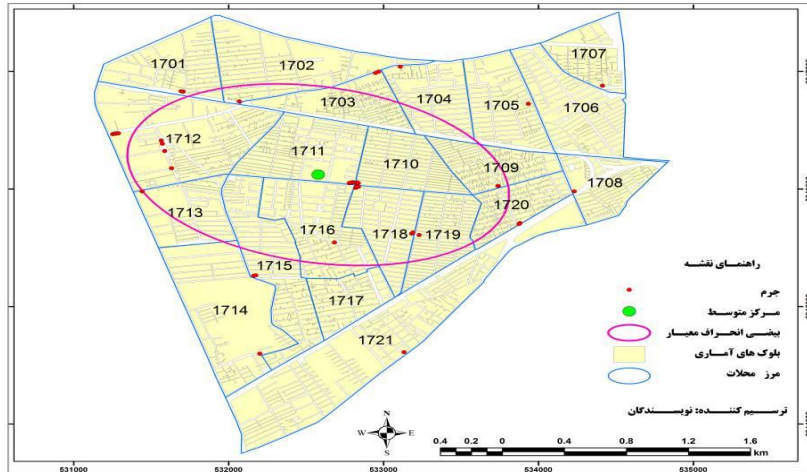 1701
1702
1703
1704
1705
1706
1707
1708
1709
1710
1711
1712
1713
1714
1715
1716
1717
1718
1719
1720
1721
راهنمای نقشه
جرم
مرکز متوسط
بیضی انحراف معیار
بلوک های آماری
مرز محلات
ترسیم کننده: نویسندگان
N
W E
S
0.4 0.2 0 0.4 0.8 1.2 1.6
km
531000 532000 533000 534000 535000